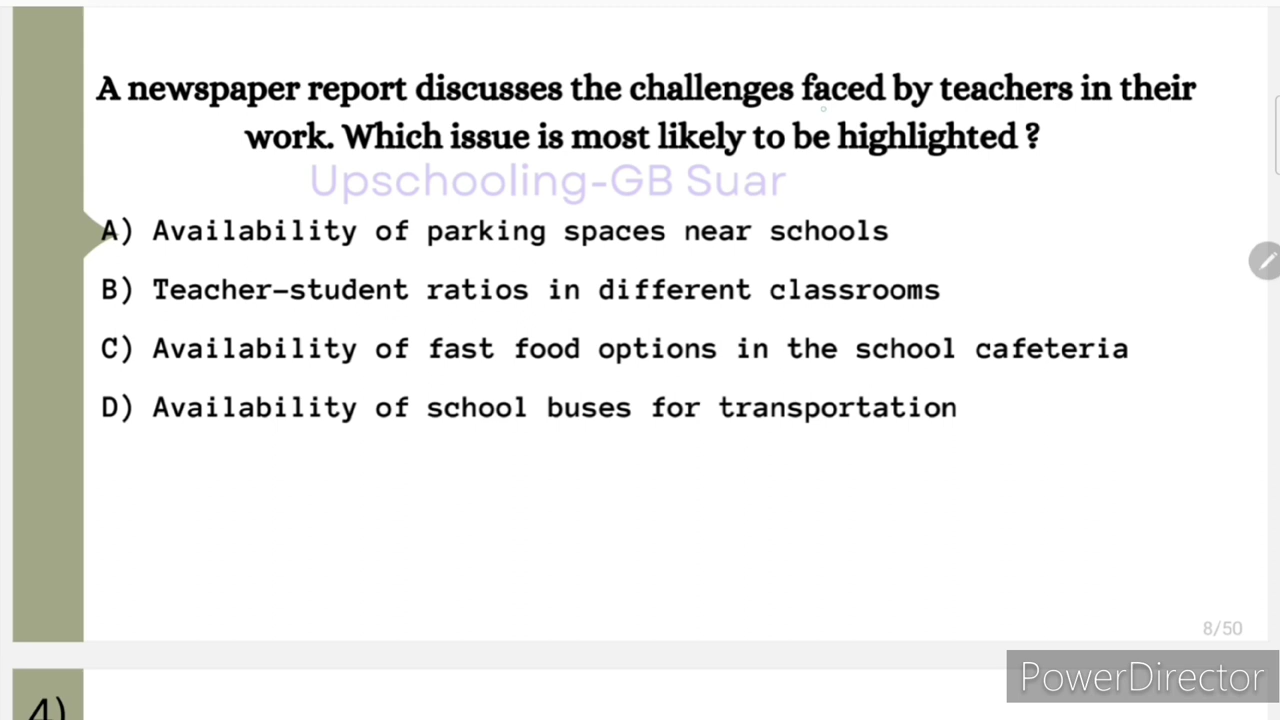 A newspaper report discusses the challenges faced by teachers in their
work. Which issue is most likely to be highlighted ?
Upschooling-GB Suar
A) Availability of parking spaces near schools
B) Teacher-student ratios in different classrooms
C) Availability of fast food options in the school cafeteria
D) Availability of school buses for transportation
8/50
PowerDirector
4)